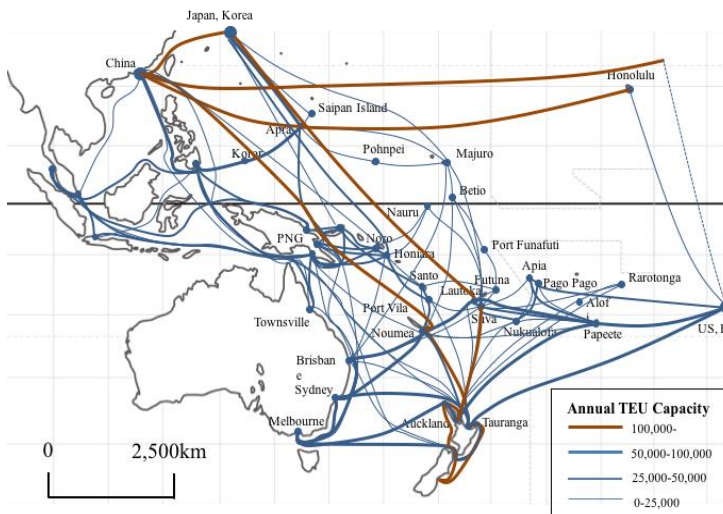 Japan, Korea
China
Honolulu
Saipan Island
Apra
Koror
Pohnpei
Majuro
Betio
Nauru
PNG
Noro
Honiara
Port Funafuti
Santo
Futuna
Apia
Pago Pago
Rarotonga
Lautoka
Alof
Port Vila
Suva
Townsville
Noumea
Nukualofa
Papeete
US,
Brisban
e
Sydney
Melbourne
Auckland
Tauranga
0
2,500km
Annual TEU Capacity
100,000-
50,000-100,000
25,000-50,000
0-25,000